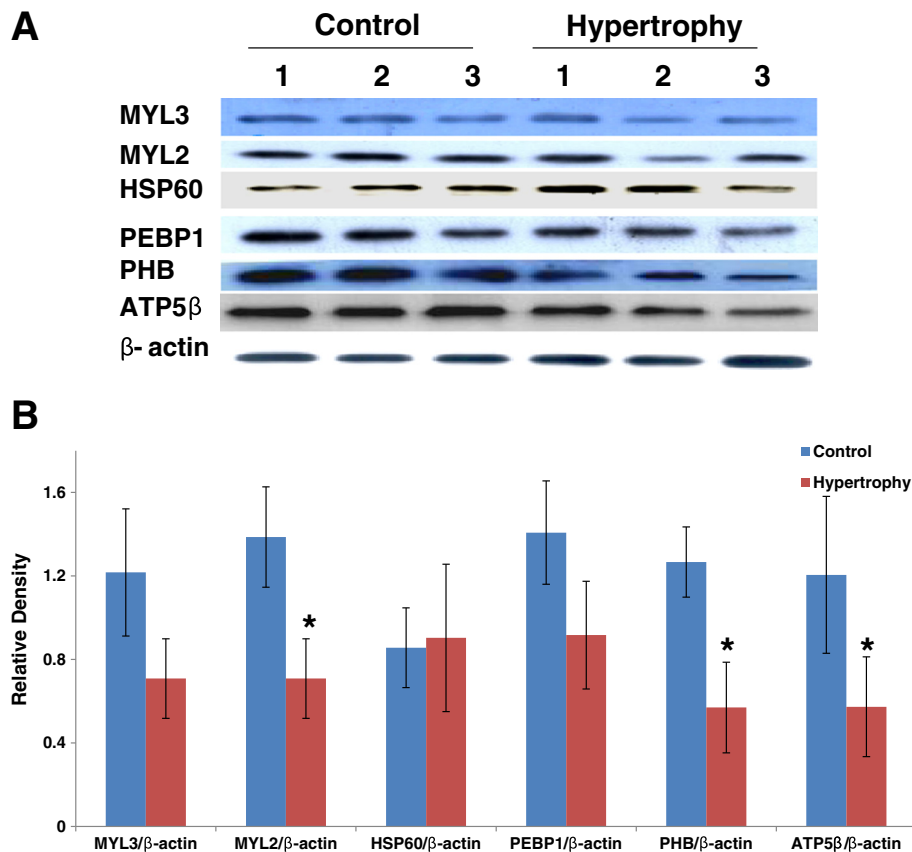 A
Control Hypertrophy
1 2 3 1 2 3
MYL3
MYL2
HSP60
PEBP1
PHB
ATP5β
β- actin
B
Control
Hypertrophy
Relative Density
1.6
1.2
0.8
0.4
0
* * *
MYL3/β-actin MYL2/β-actin HSP60/β-actin PEBP1/β-actin PHB/β-actin ATP5β/β-actin